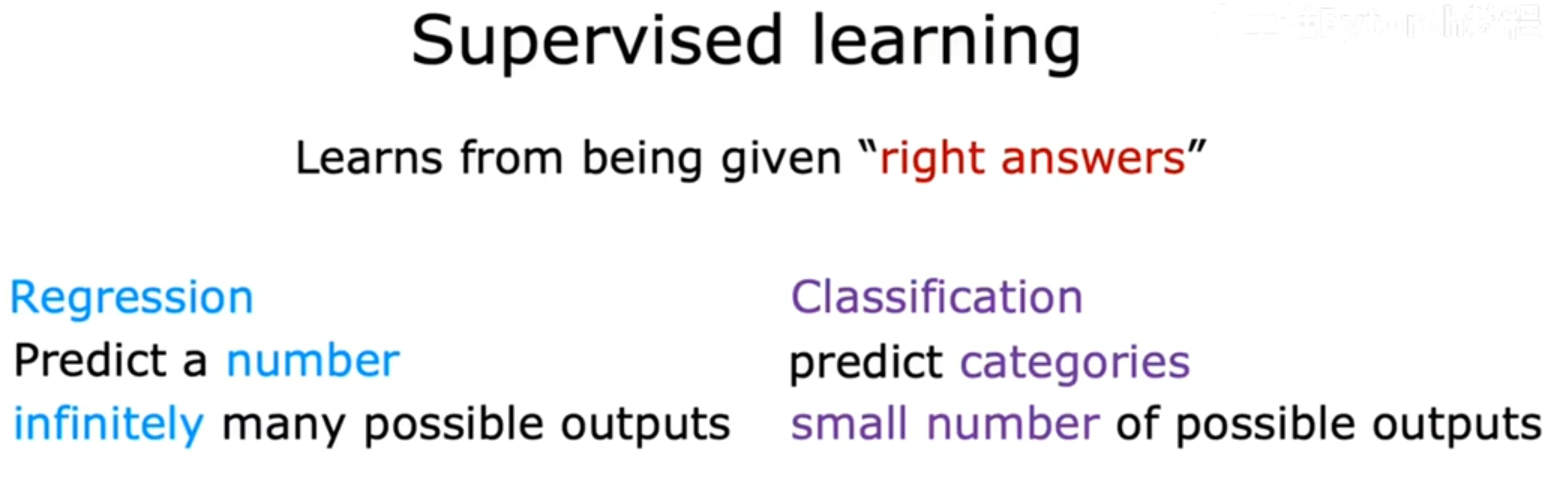 Supervised learning
Learns from being given “right answers”
Regression
Predict a number
infinitely many possible outputs
Classification
predict categories
small number of possible outputs